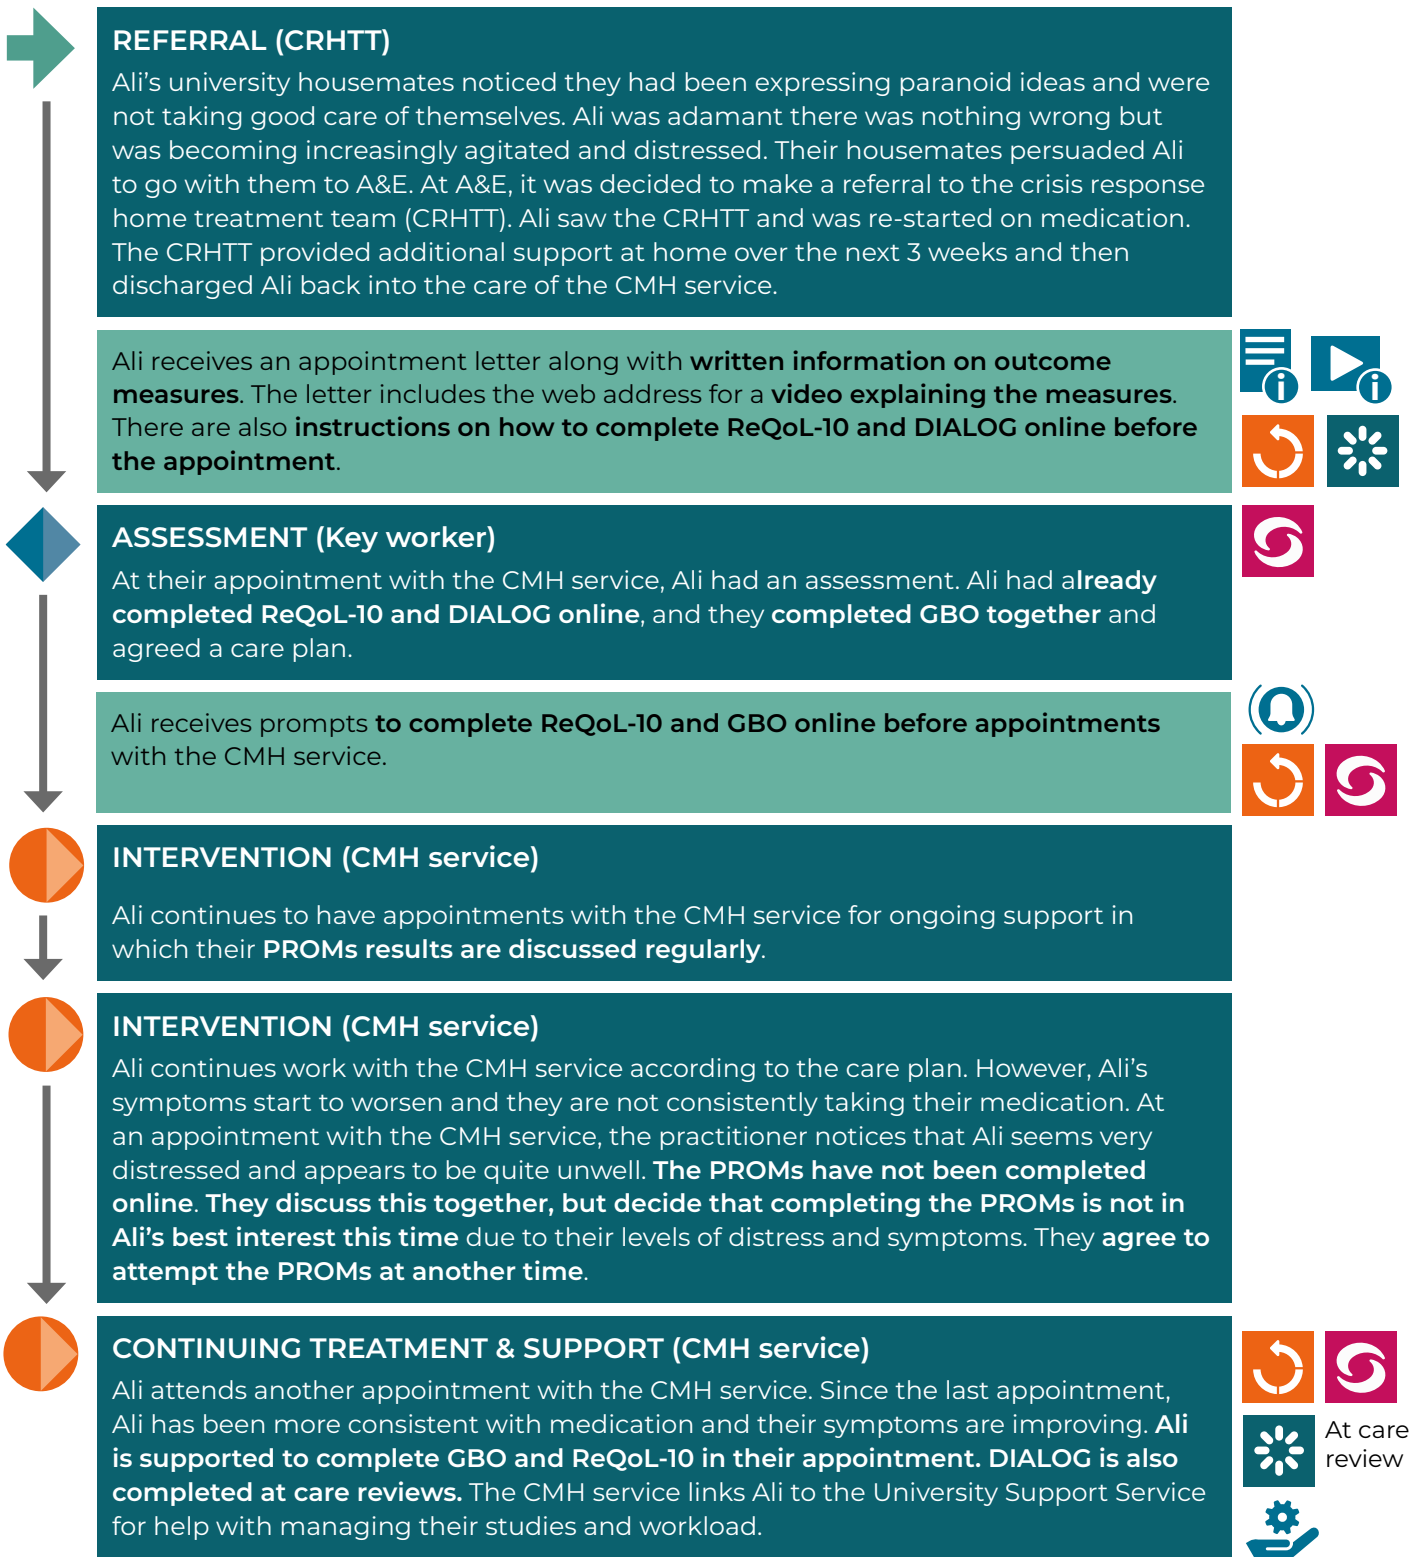 REFERRAL (CRHTT)
Ali’s university housemates noticed they had been expressing paranoid ideas and were
not taking good care of themselves. Ali was adamant there was nothing wrong but
was becoming increasingly agitated and distressed. Their housemates persuaded Ali
to go with them to A&E. At A&E, it was decided to make a referral to the crisis response
home treatment team (CRHTT). Ali saw the CRHTT and was re-started on medication.
The CRHTT provided additional support at home over the next 3 weeks and then
discharged Ali back into the care of the CMH service.
Ali receives an appointment letter along with written information on outcome
measures. The letter includes the web address for a video explaining the measures.
There are also instructions on how to complete ReQoL-10 and DIALOG online before
the appointment.
ASSESSMENT (Key worker)
At their appointment with the CMH service, Ali had an assessment. Ali had already
completed ReQoL-10 and DIALOG online, and they completed GBO together and
agreed a care plan.
Ali receives prompts to complete ReQoL-10 and GBO online before appointments
with the CMH service.
INTERVENTION (CMH service)
Ali continues to have appointments with the CMH service for ongoing support in
which their PROMs results are discussed regularly.
INTERVENTION (CMH service)
Ali continues work with the CMH service according to the care plan. However, Ali’s
symptoms start to worsen and they are not consistently taking their medication. At
an appointment with the CMH service, the practitioner notices that Ali seems very
distressed and appears to be quite unwell. The PROMs have not been completed
online. They discuss this together, but decide that completing the PROMs is not in
Ali’s best interest this time due to their levels of distress and symptoms. They agree to
attempt the PROMs at another time.
CONTINUING TREATMENT & SUPPORT (CMH service)
Ali attends another appointment with the CMH service. Since the last appointment,
Ali has been more consistent with medication and their symptoms are improving. Ali
is supported to complete GBO and ReQoL-10 in their appointment. DIALOG is also
completed at care reviews. The CMH service links Ali to the University Support Service
for help with managing their studies and workload.
At care
review